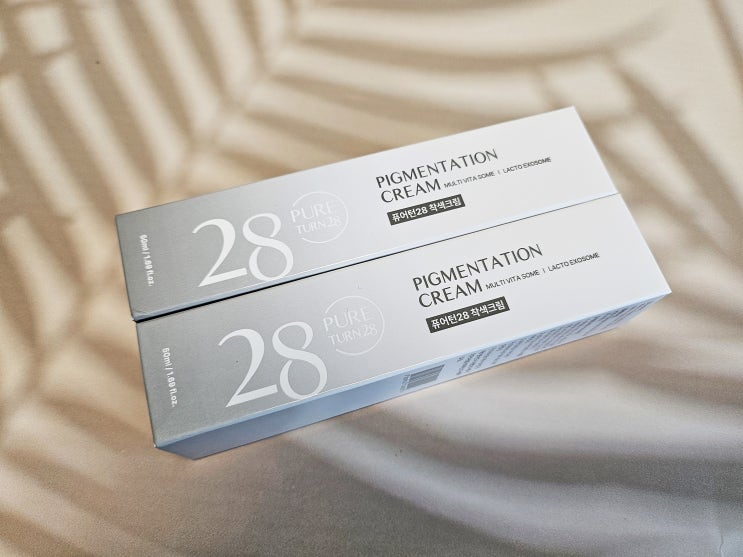 50ml / 1.69 fl.oz.
28
PURE
TURN28
PIGMENTATION
CREAM MULTI VITA SOME | LACTO EXOSOME
퓨어턴28 착색크림
50ml / 1.69 fl.oz.
28
PURE
TURN28
PIGMENTATION
CREAM MULTI VITA SOME | LACTO EXOSOME
퓨어턴28 착색크림